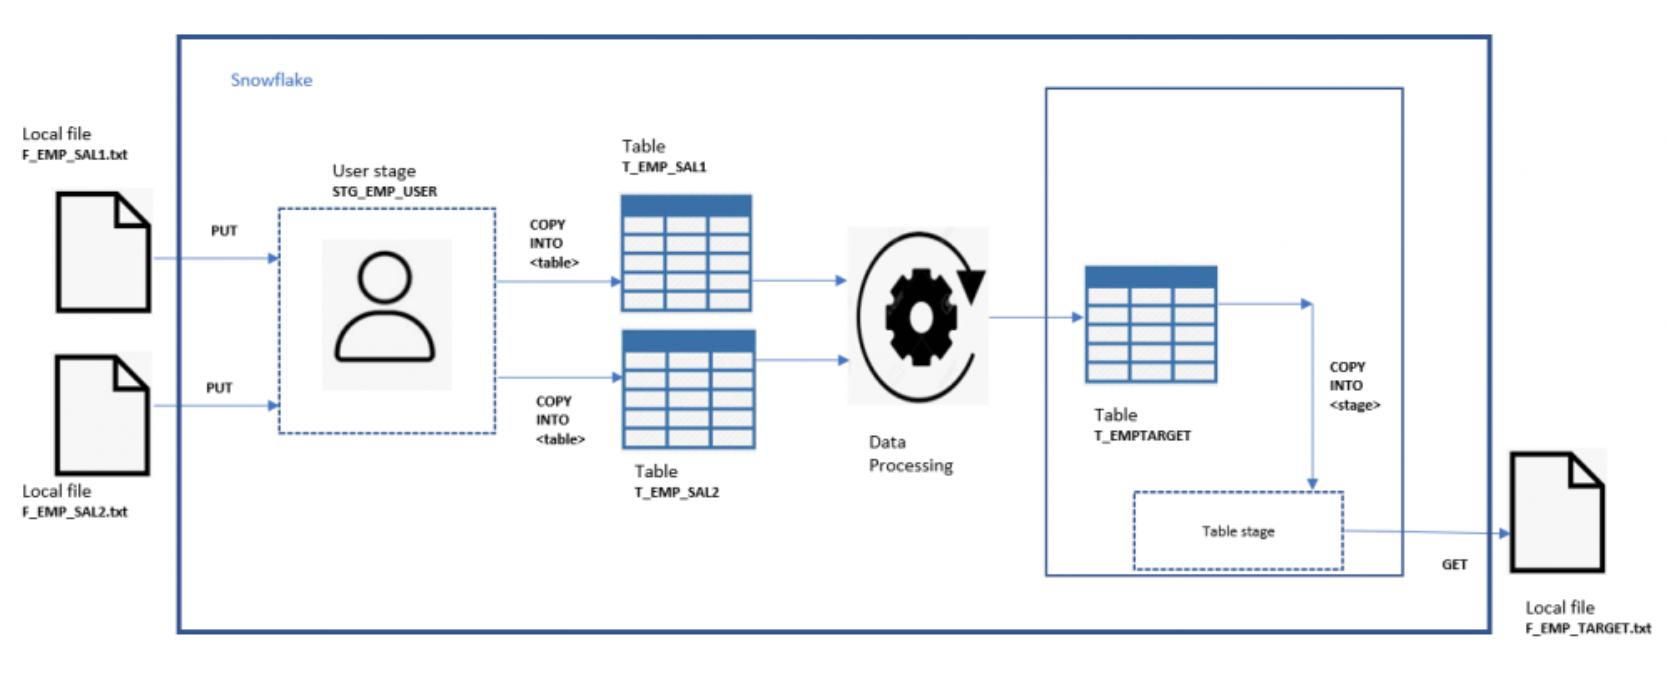 Snowflake
Local file
F_EMP_SAL1.txt
PUT
User stage
STG_EMP_USER
COPY
INTO
<table>
Table
T_EMP_SAL1
Local file
F_EMP_SAL2.txt
PUT
COPY
INTO
<table>
Table
T_EMP_SAL2
Data
Processing
Table
T_EMPTARGET
COPY
INTO
<stage>
Table stage
GET
Local file
F_EMP_TARGET.txt